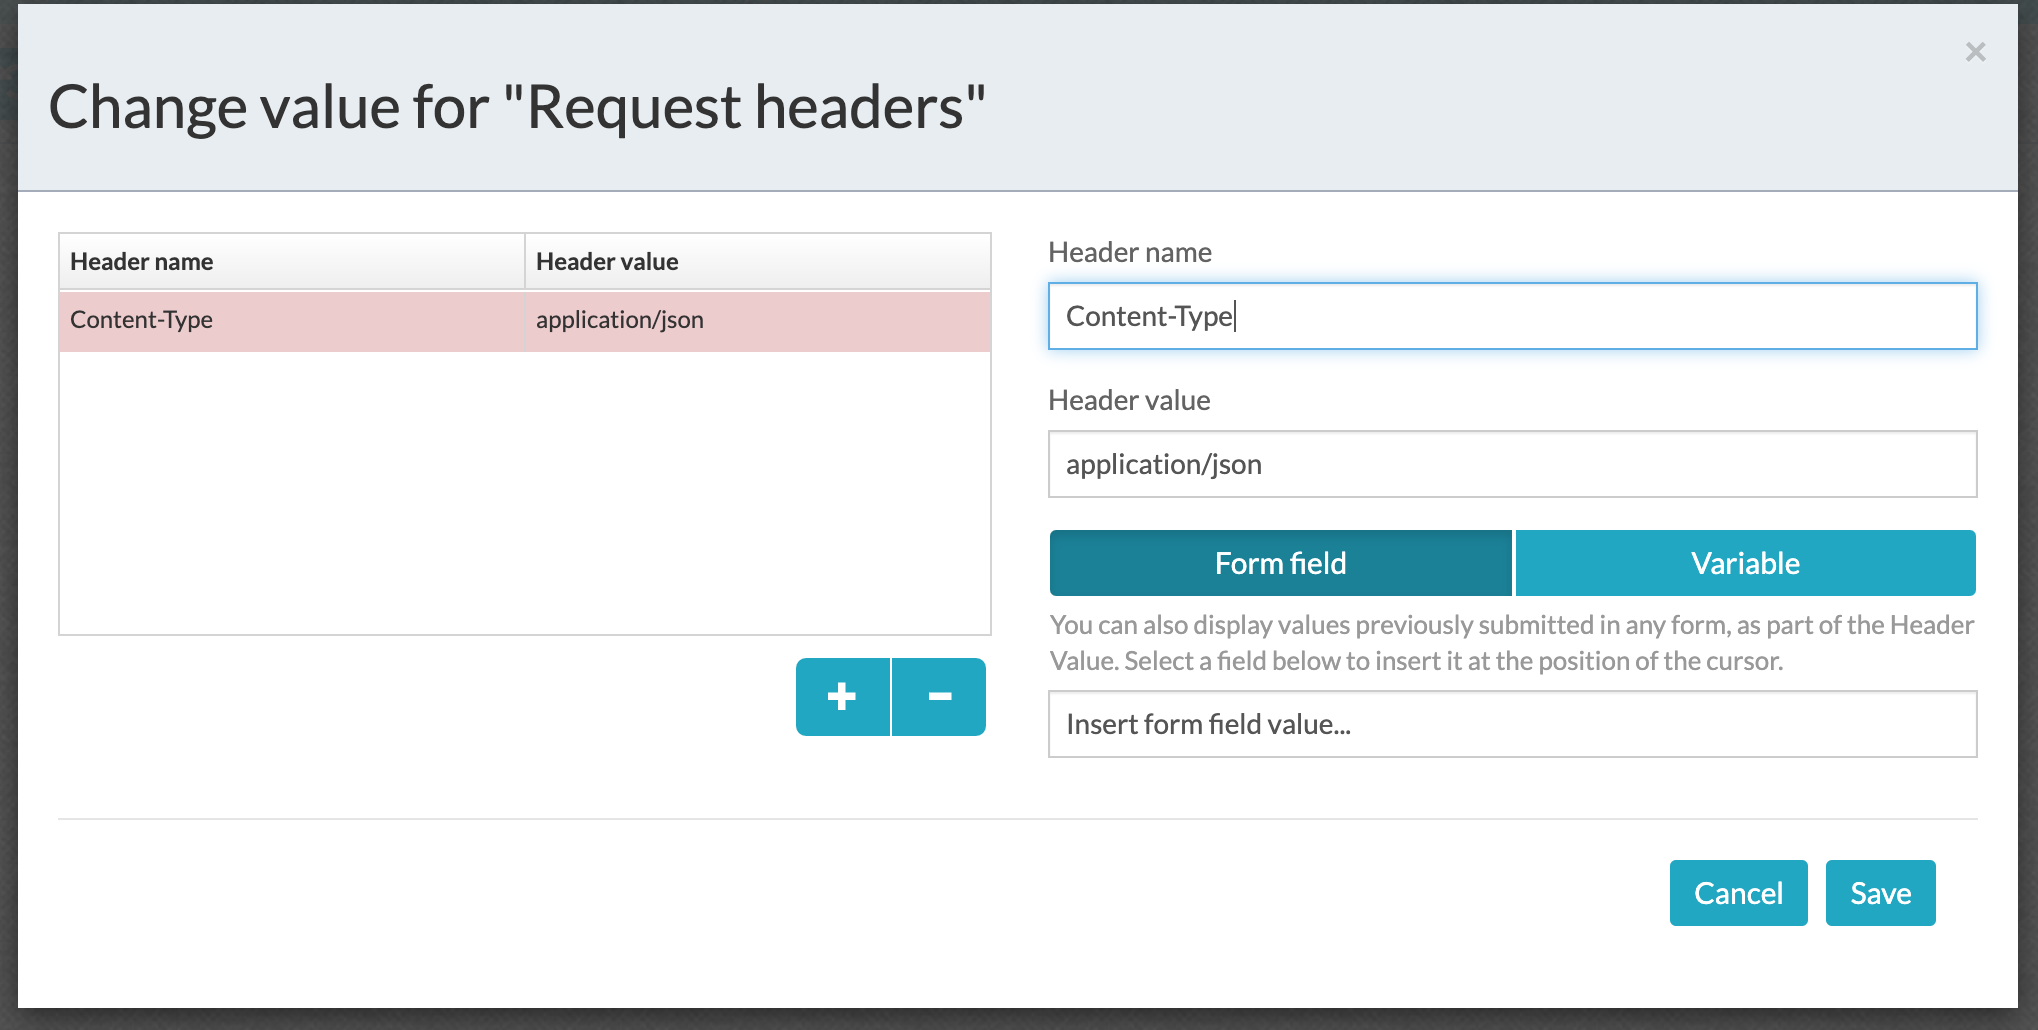 ×
Change value for "Request headers"
Header name Header value
Content-Type application/json
Header name
Content-Type
Header value
application/json
Form field Variable
You can also display values previously submitted in any form, as part of the Header
Value. Select a field below to insert it at the position of the cursor.
Insert form field value...
Cancel Save